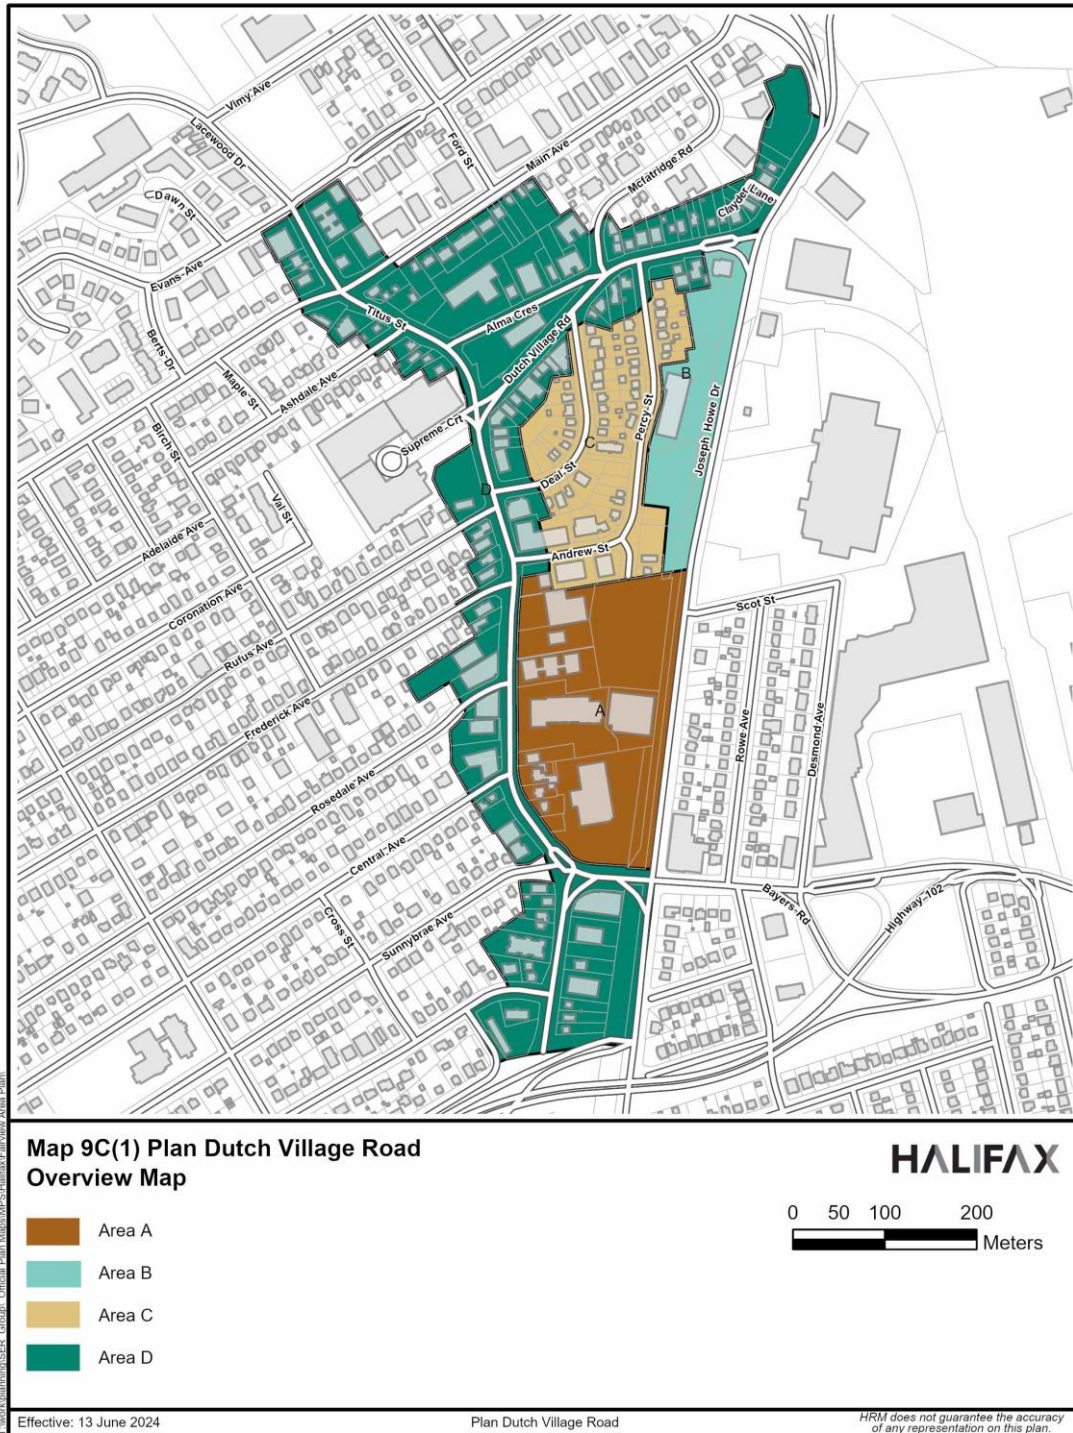 Vimy Ave
Lacewood Dr
Ford St
Main Ave
Mcfatridge Rd
Dawn St
Clayder Lane
Evans Ave
Titus St
Alma Cres
Dutch Village Rd
Berts Dr
Maple St
Ashdale Ave
B
Percy St
Joseph Howe Dr
Birch St
Supreme Crt
C
Deal St
D
Val St
Adelaide Ave
Andrew St
Coronation Ave
Scot St
Rufus Ave
Frederick Ave
A
Rowe Ave
Desmond Ave
Rosedale Ave
Central Ave
Bayers Rd
Highway 102
Cross St
Sunnybrae Ave
Map 9C(1) Plan Dutch Village Road
Overview Map
HALIFAX
Area A
Area B
Area C
Area D
0 50 100 200
Meters
Effective: 13 June 2024
Plan Dutch Village Road
HRM does not guarantee the accuracy
of any representation on this plan.